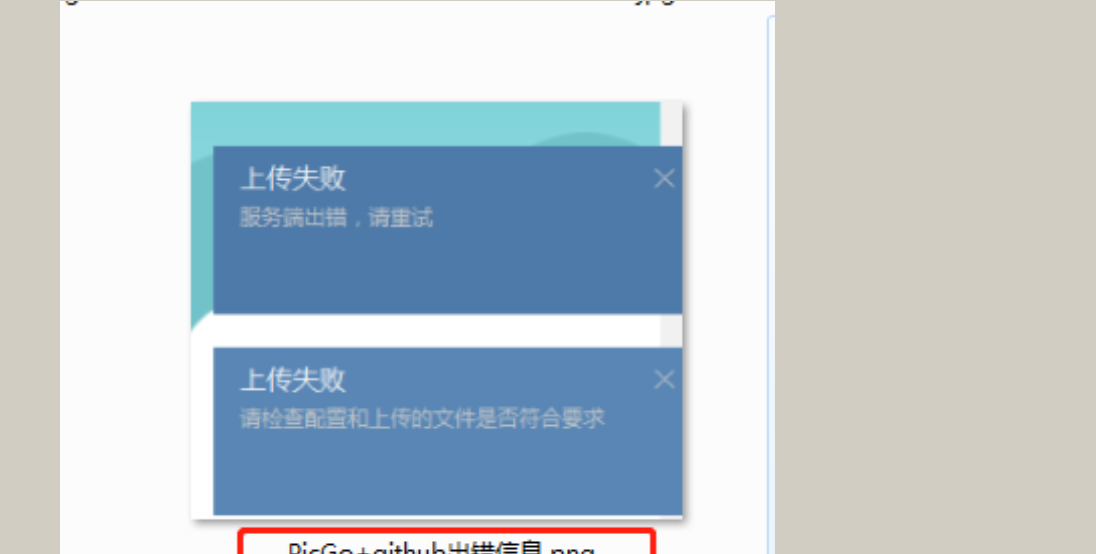 上传失败
服务端出错，请重试
上传失败
请检查配置和上传的文件是否符合要求
PicGo+github出错信息.png